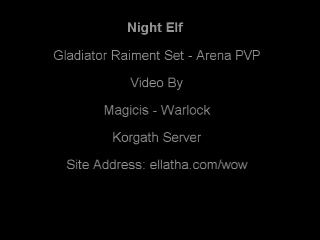 Night Elf
Gladiator Raiment Set - Arena PVP
Video By
Magicis - Warlock
Korgath Server
Site Address: ellatha.com/wow